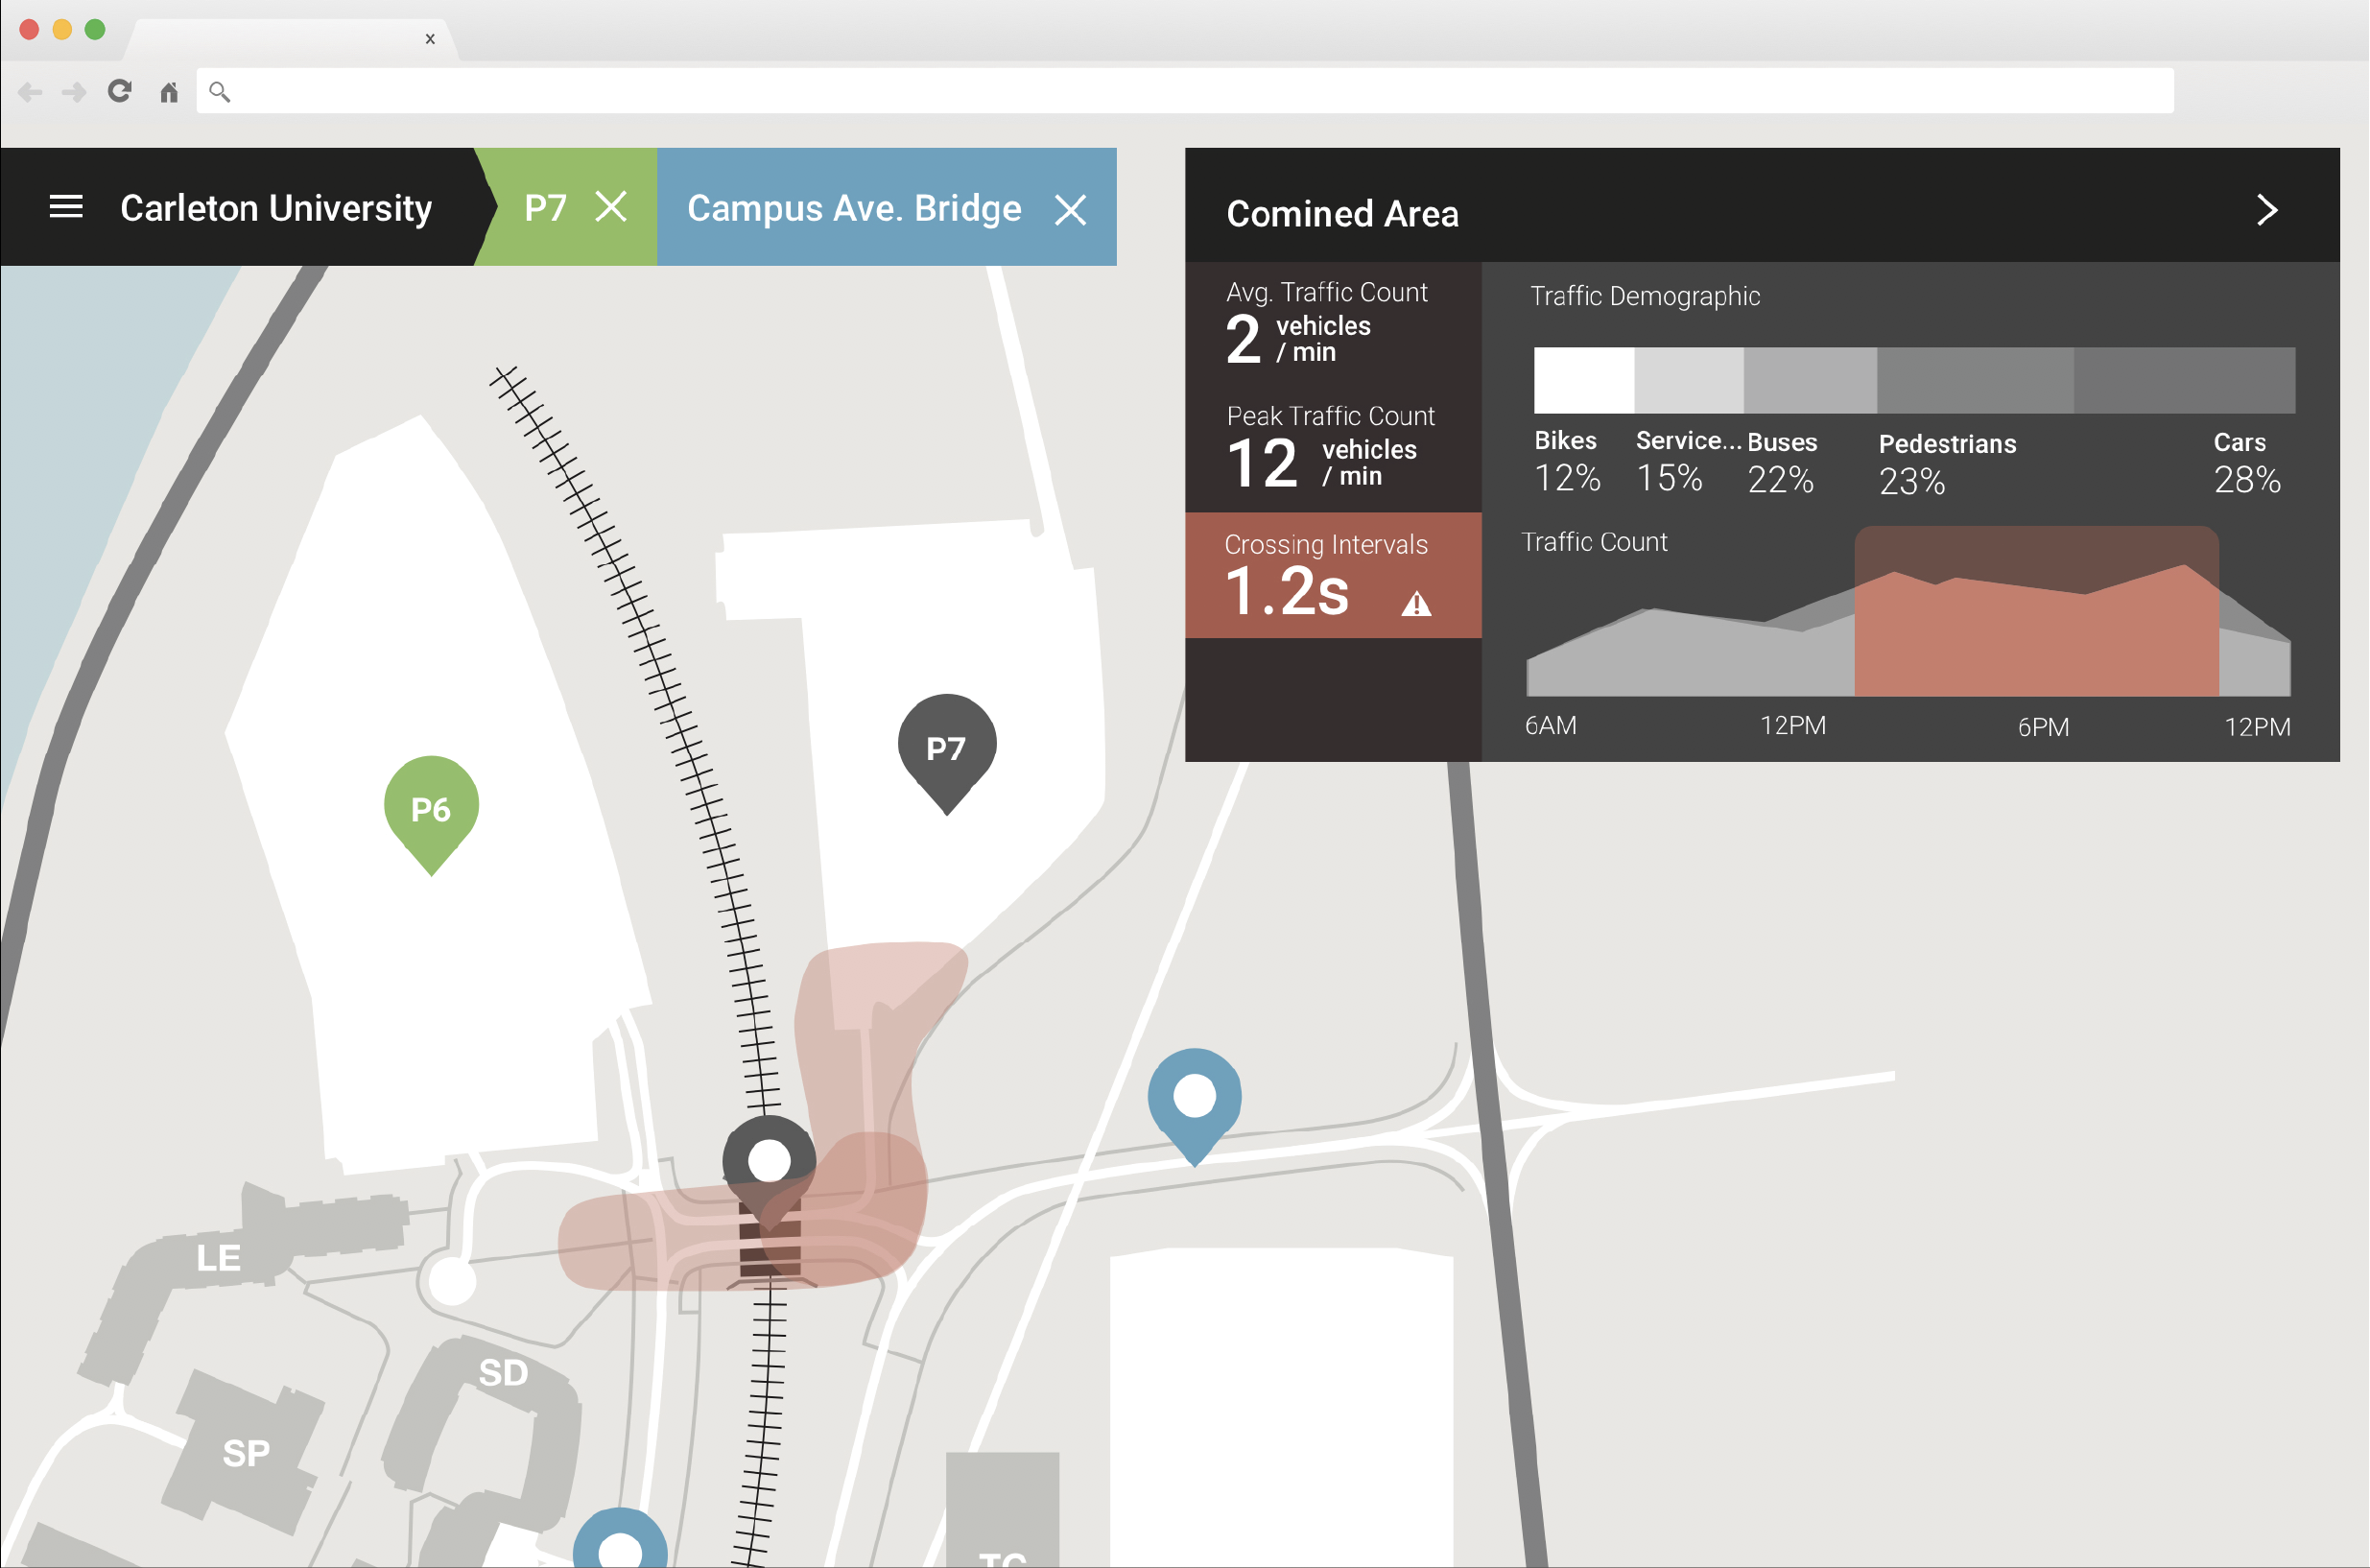 x
Carleton University
P7
Campus Ave. Bridge
Comined Area
Avg. Traffic Count
2 vehicles
/ min
Peak Traffic Count
12 vehicles
/ min
Crossing Intervals
1.2s
Traffic Demographic
Bikes Service... Buses Pedestrians Cars
12% 15% 22% 23% 28%
Traffic Count
6AM 12PM 6PM 12PM
P7
P6
LE
SD
SP
TC